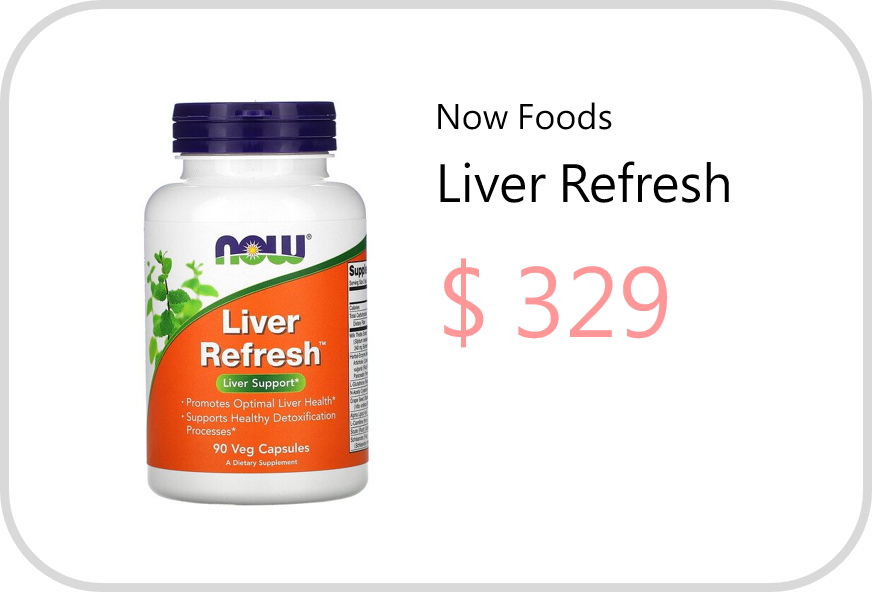 Now Foods
Liver Refresh
$ 329
NOW®
Liver
Refresh™
Liver Support*
• Promotes Optimal Liver Health*
• Supports Healthy Detoxification
Processes*
90 Veg Capsules
A Dietary Supplement